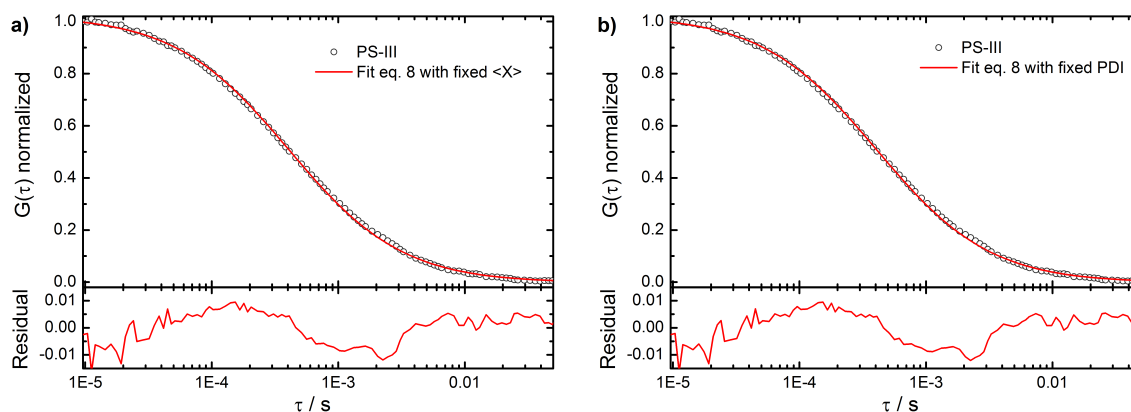 a)
G(τ) normalized
1.0
0.8
0.6
0.4
0.2
0.0
PS-III
Fit eq. 8 with fixed <X>
Residual
0.01
0.00
-0.01
1E-5
1E-4
1E-3
0.01
τ / s
b)
G(τ) normalized
1.0
0.8
0.6
0.4
0.2
0.0
PS-III
Fit eq. 8 with fixed PDI
Residual
0.01
0.00
-0.01
1E-5
1E-4
1E-3
0.01
τ / s